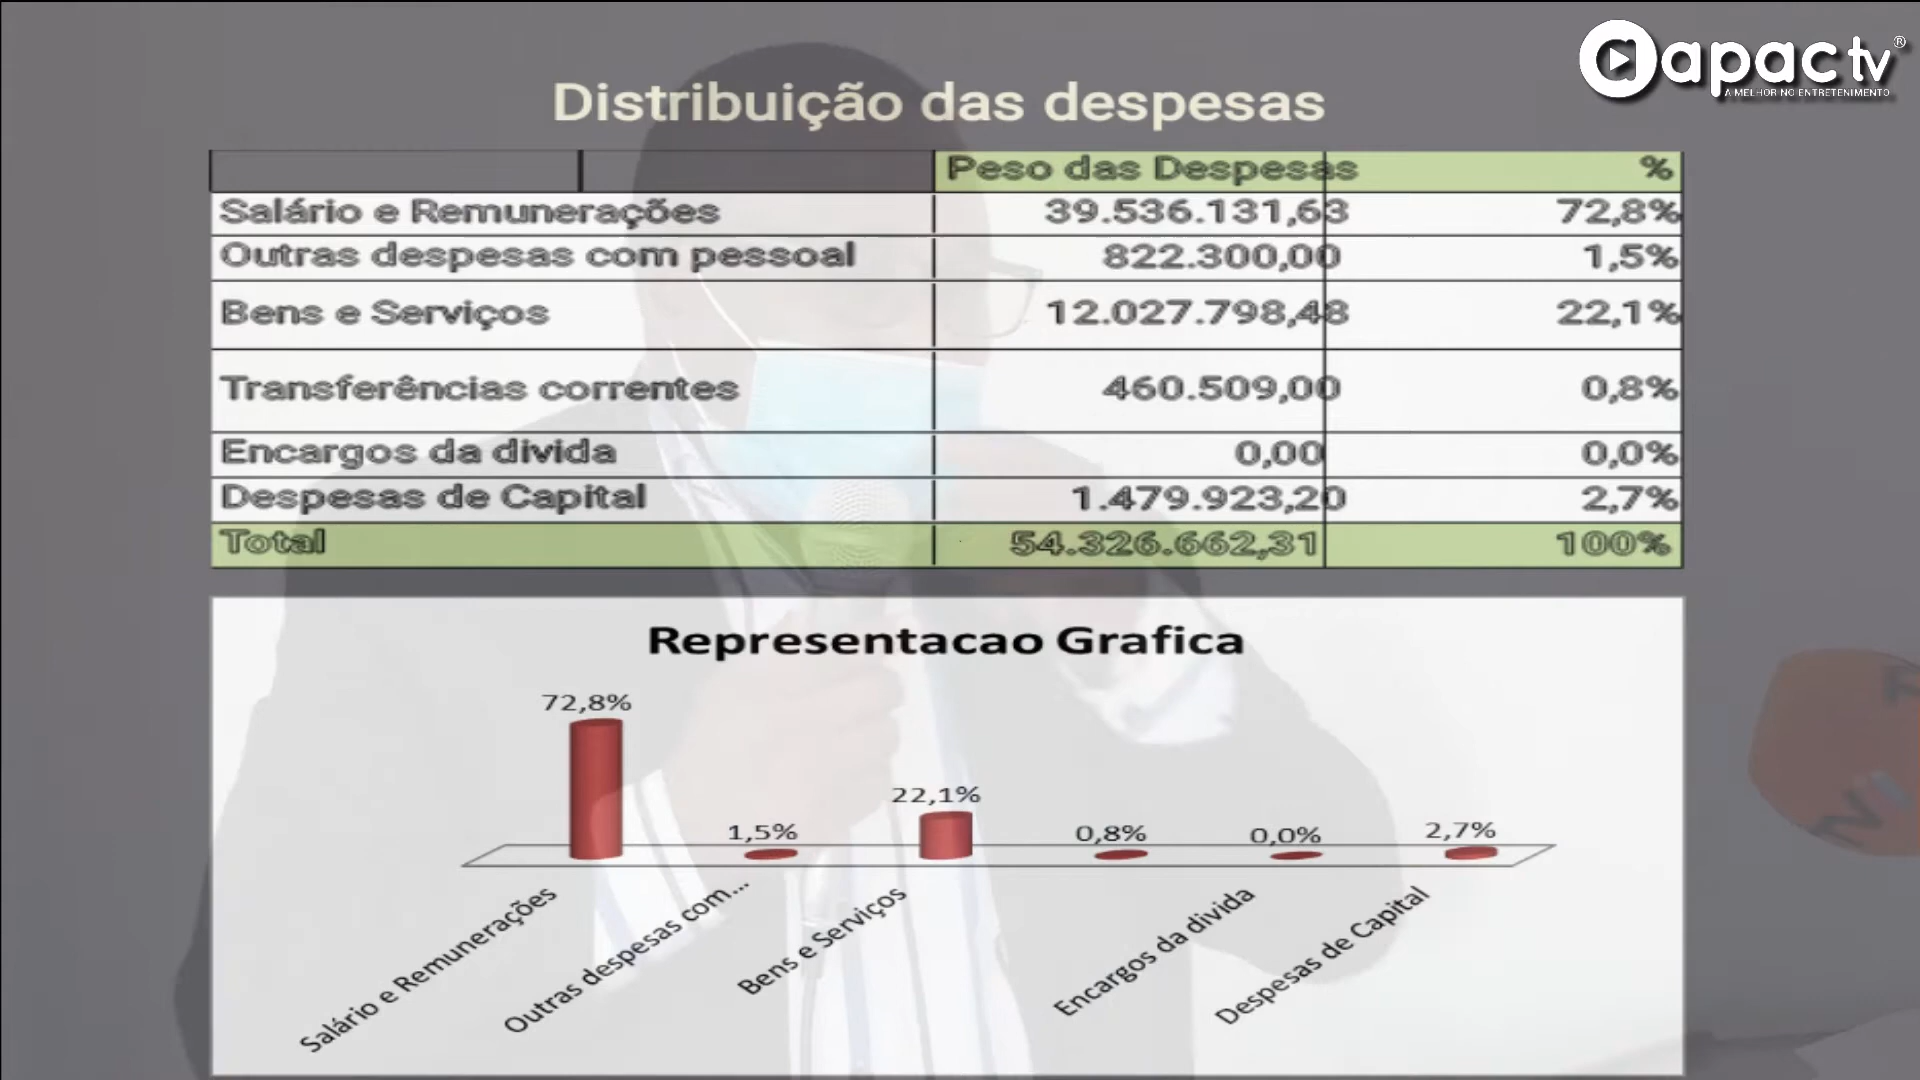 apactv®
A MELHOR NO ENTRETENIMENTO
Distribuição das despesas
Peso das Despesas %
Salário e Remunerações 39.536.131,63 72,8%
Outras despesas com pessoal 822.300,00 1,5%
Bens e Serviços 12.027.798,48 22,1%
Transferências correntes 460.509,00 0,8%
Encargos da divida 0,00 0,0%
Despesas de Capital 1.479.923,20 2,7%
Total 54.326.662,31 100%
Representacao Grafica
72,8%
1,5%
22,1%
0,8%
0,0%
2,7%
Salário e Remunerações
Outras despesas com...
Bens e Serviços
Encargos da divida
Despesas de Capital